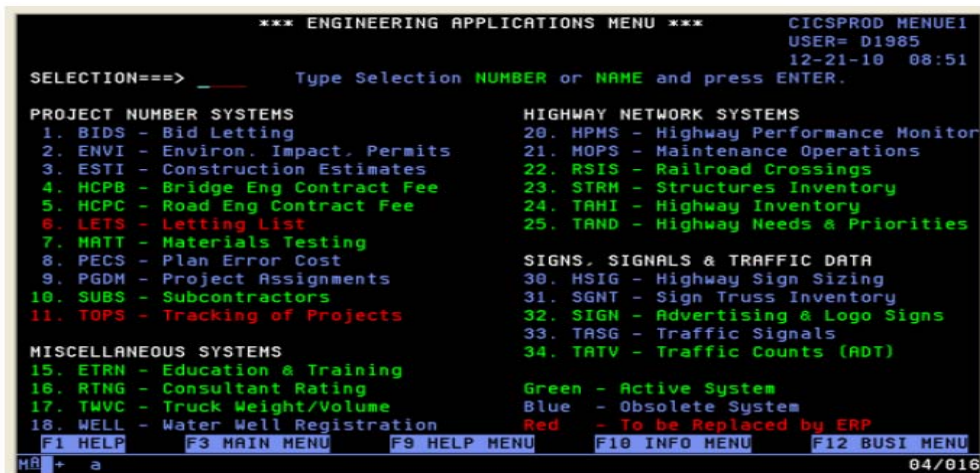 *** ENGINEERING APPLICATIONS MENU *** CICSPROD MENUE1
USER= D1985
12-21-10 08:51
SELECTION===> _____ Type Selection NUMBER or NAME and press ENTER.
PROJECT NUMBER SYSTEMS
1. BIDS - Bid Letting
2. ENVI - Environ. Impact, Permits
3. ESTI - Construction Estimates
4. HCPB - Bridge Eng Contract Fee
5. HCPC - Road Eng Contract Fee
6. LETS - Letting List
7. MATT - Materials Testing
8. PECS - Plan Error Cost
9. PGDM - Project Assignments
10. SUBS - Subcontractors
11. TOPS - Tracking of Projects
MISCELLANEOUS SYSTEMS
15. ETRN - Education & Training
16. RTNG - Consultant Rating
17. TWVC - Truck Weight/Volume
18. WELL - Water Well Registration
HIGHWAY NETWORK SYSTEMS
20. HPMS - Highway Performance Monitor
21. MOPS - Maintenance Operations
22. RSIS - Railroad Crossings
23. STRM - Structures Inventory
24. TAHI - Highway Inventory
25. TAND - Highway Needs & Priorities
SIGNS, SIGNALS & TRAFFIC DATA
30. HSIG - Highway Sign Sizing
31. SGNT - Sign Truss Inventory
32. SIGN - Advertising & Logo Signs
33. TASG - Traffic Signals
34. TATV - Traffic Counts (ADT)
Green - Active System
Blue - Obsolete System
Red - To be Replaced by ERP
F1 HELP F3 MAIN MENU F9 HELP MENU F10 INFO MENU F12 BUSI MENU
MA + a 04/016